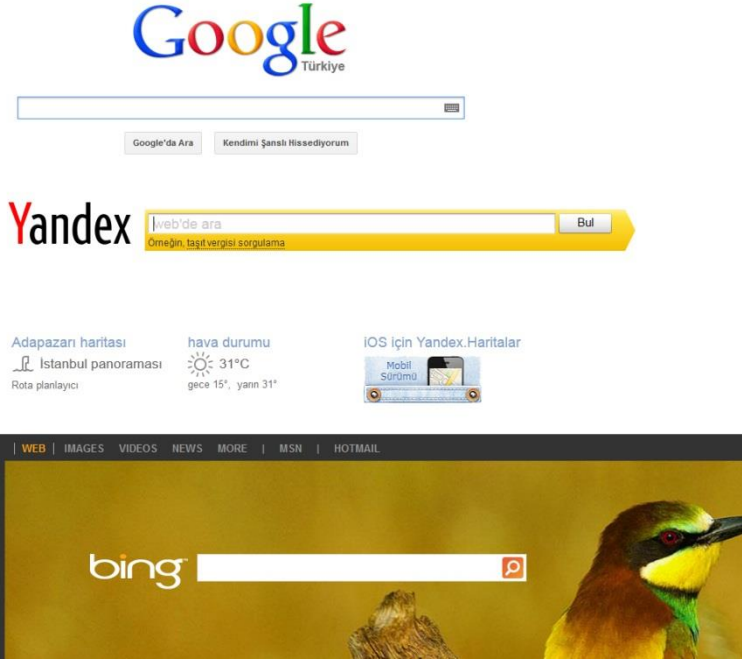 Google
Türkiye
Google'da Ara Kendimi Şanslı Hissediyorum
Yandex web'de ara Bul
Örneğin, taşıt vergisi sorgulama
Adapazarı haritası hava durumu iOS için Yandex.Haritalar
İstanbul panoraması 31°C Mobil Sürümü
Rota planlayıcı gece 15°, yarın 31°
| WEB | IMAGES VIDEOS NEWS MORE | MSN | HOTMAIL
bing